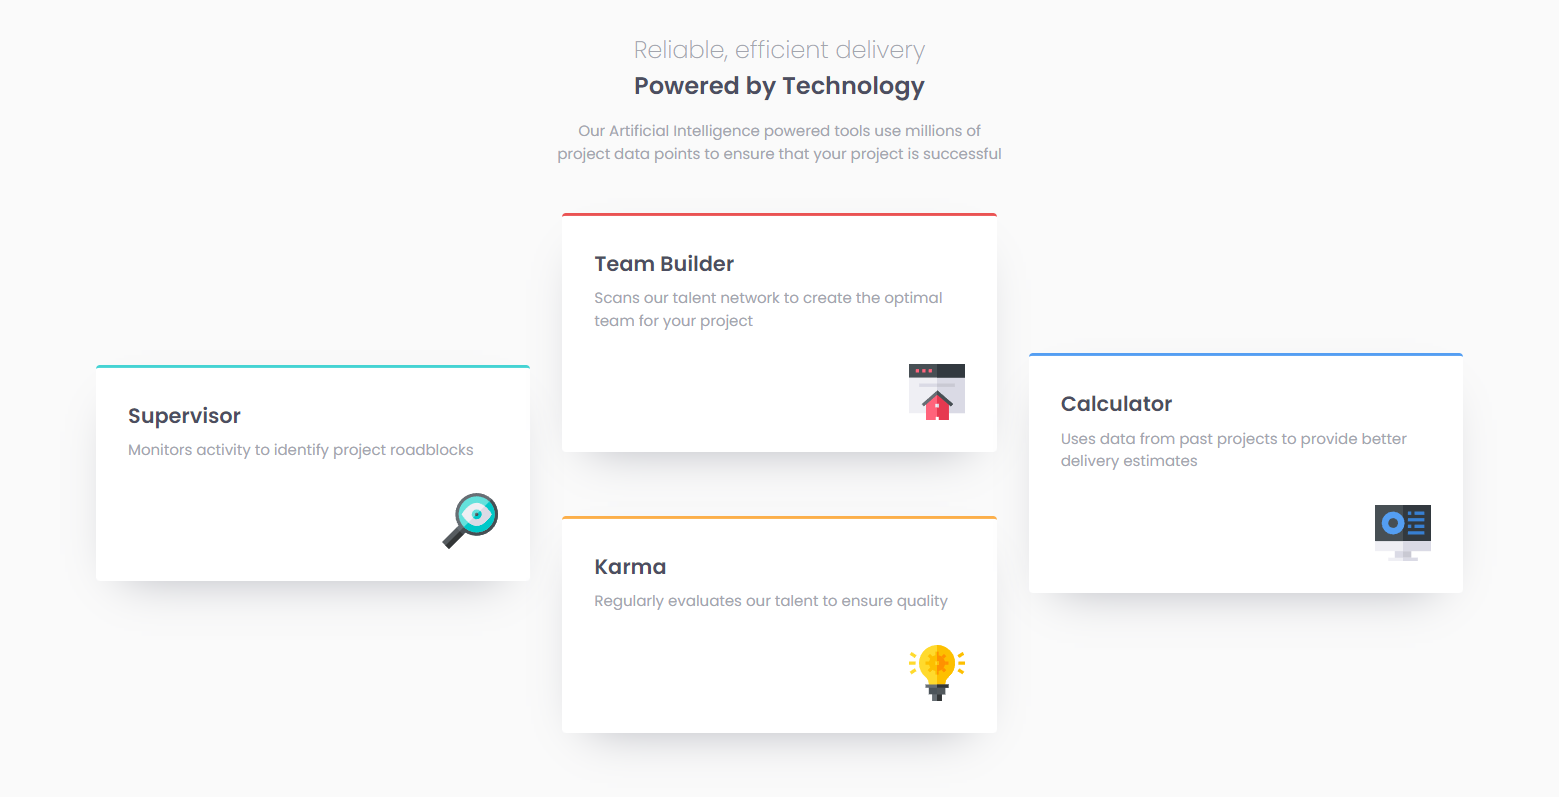 Reliable, efficient delivery
Powered by Technology
Our Artificial Intelligence powered tools use millions of
project data points to ensure that your project is successful
Supervisor
Monitors activity to identify project roadblocks
Team Builder
Scans our talent network to create the optimal
team for your project
Karma
Regularly evaluates our talent to ensure quality
Calculator
Uses data from past projects to provide better
delivery estimates